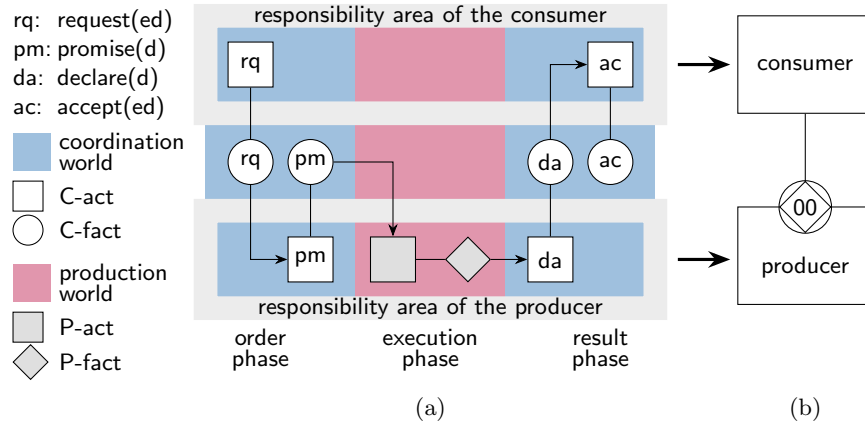 rq: request(ed)
pm: promise(d)
da: declare(d)
ac: accept(ed)
coordination
world
C-act
C-fact
production
world
P-act
P-fact
responsibility area of the consumer
rq
ac
rq
pm
da
ac
pm
da
responsibility area of the producer
order
phase
execution
phase
result
phase
(a)
consumer
00
producer
(b)